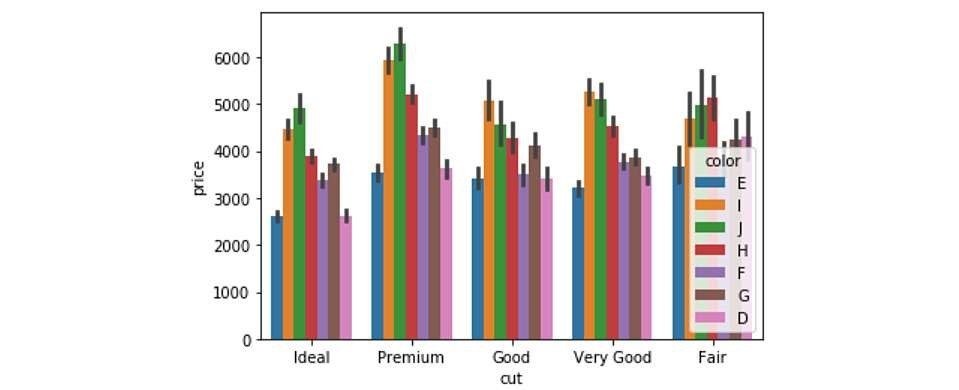 6000
5000
4000
3000
2000
1000
0
price
Ideal
Premium
Good
Very Good
Fair
cut
color
E
I
J
H
F
G
D